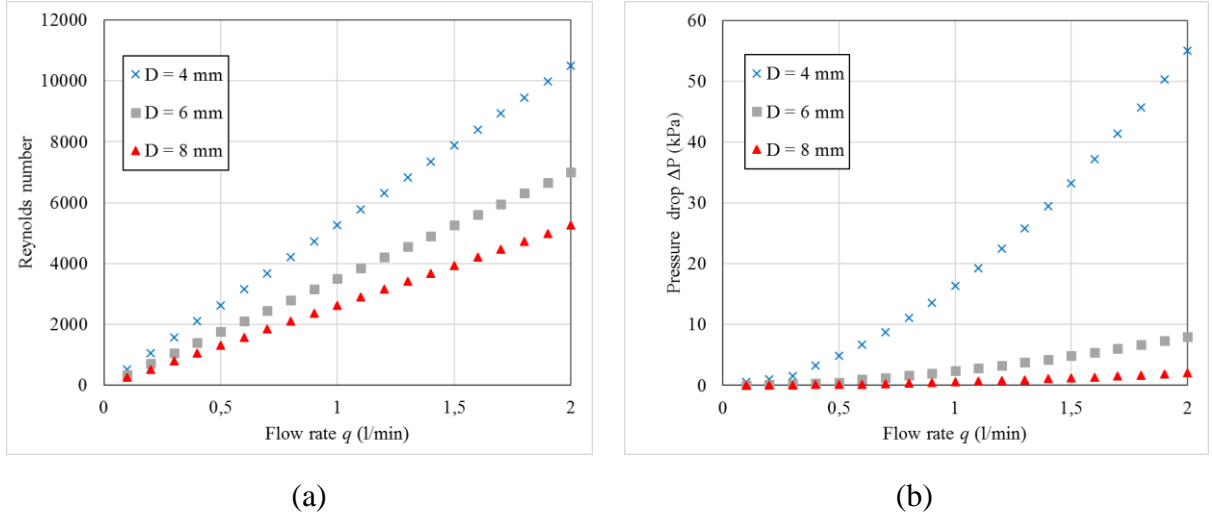 12000
10000
8000
6000
4000
2000
0
Reynolds number
D = 4 mm
D = 6 mm
D = 8 mm
0 0,5 1 1,5 2
Flow rate q (l/min)
(a)
60
50
40
30
20
10
0
Pressure drop ΔP (kPa)
D = 4 mm
D = 6 mm
D = 8 mm
0 0,5 1 1,5 2
Flow rate q (l/min)
(b)